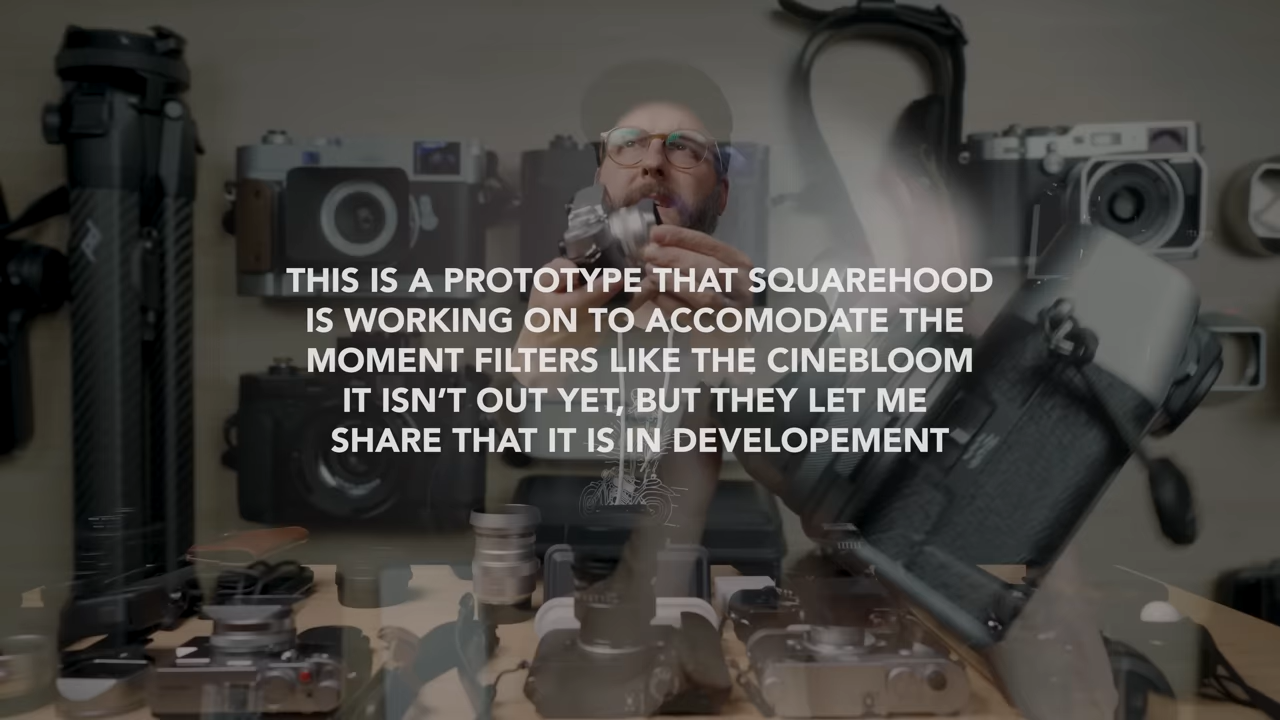 THIS IS A PROTOTYPE THAT SQUAREHOOD
IS WORKING ON TO ACCOMODATE THE
MOMENT FILTERS LIKE THE CINEBLOOM
IT ISN'T OUT YET, BUT THEY LET ME
SHARE THAT IT IS IN DEVELOPEMENT